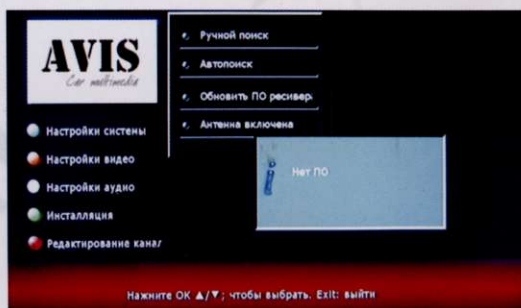 AVIS
Car multimedia
Настройки системы
Настройки видео
Настройки аудио
Инсталляция
Редактирование канал
Ручной поиск
Автопоиск
Обновить ПО ресивер
Антенна включена
Нет ПО
Нажмите OK ▲/▼; чтобы выбрать. Exit: выйти